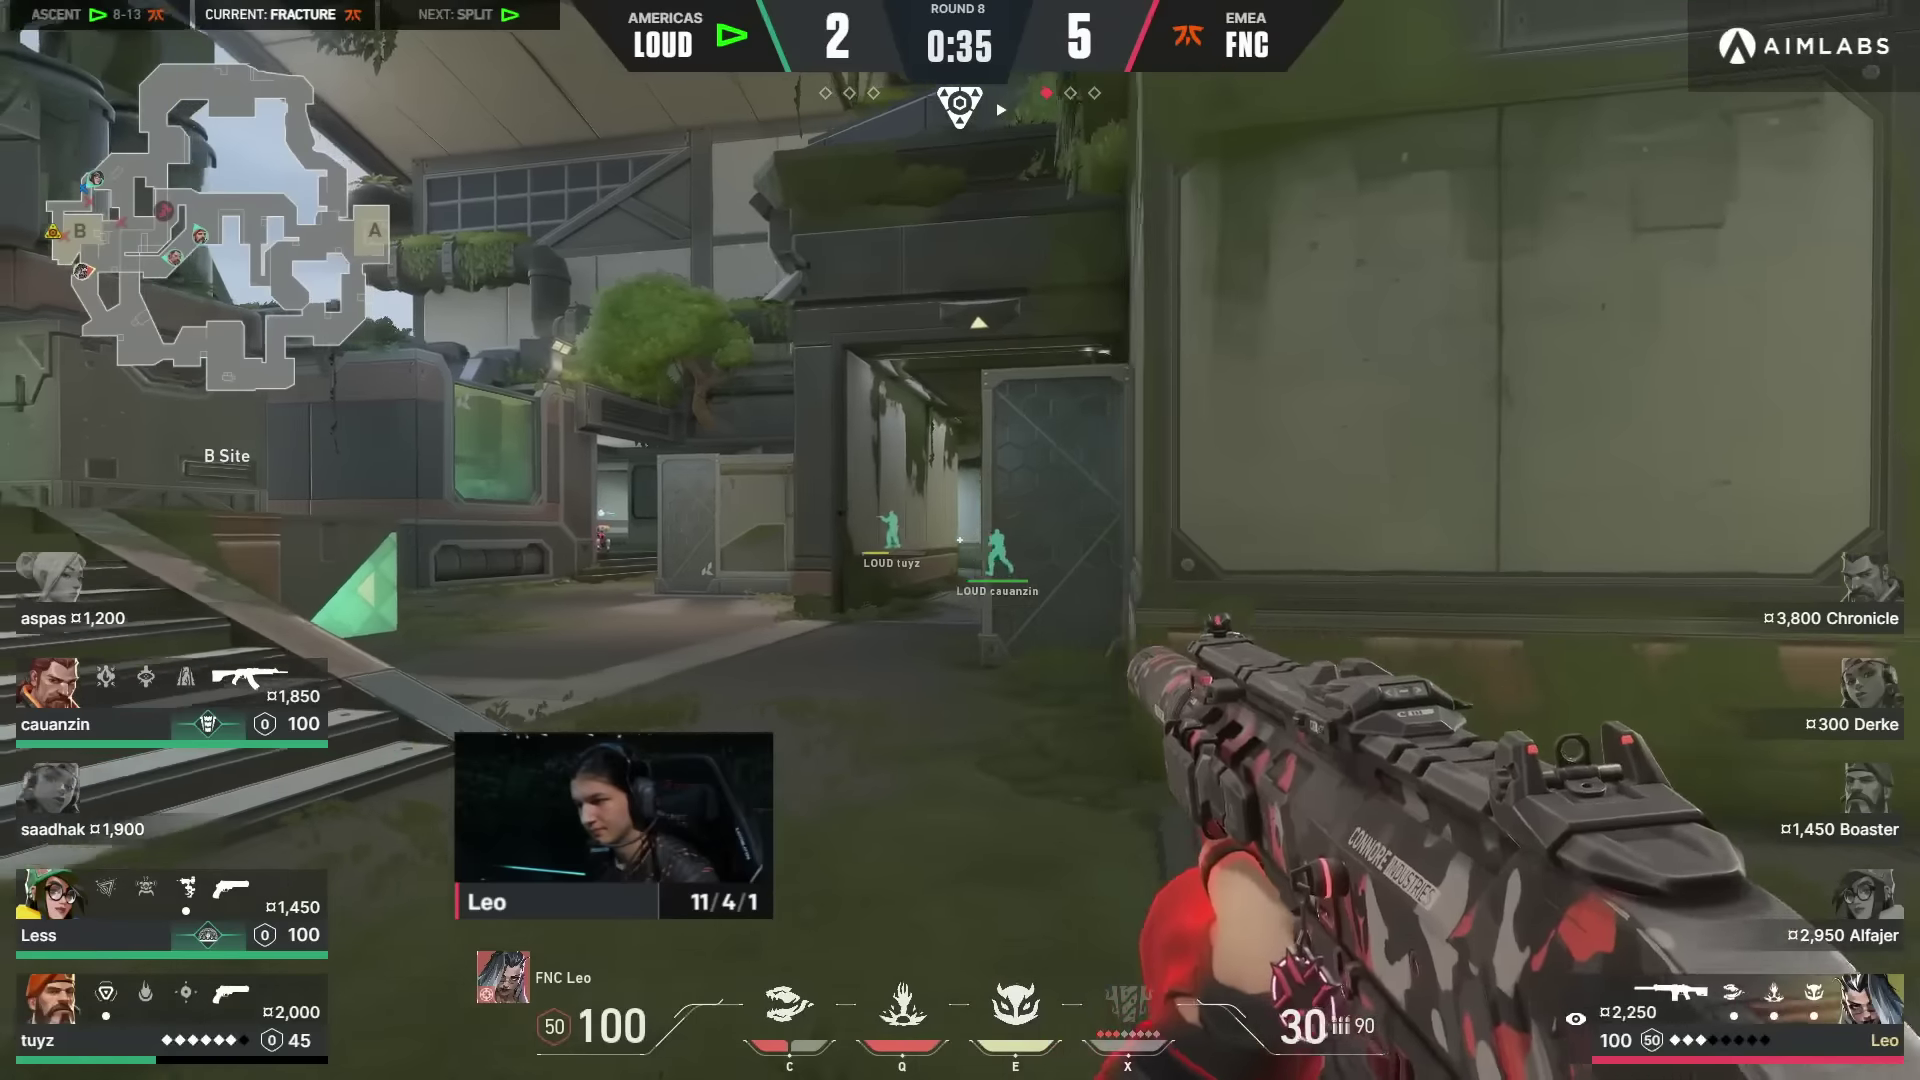 ASCENT 8-13
CURRENT: FRACTURE
NEXT: SPLIT
AMERICAS
LOUD
2
ROUND 8
0:35
5
EMEA
FNC
AIMLABS
B
A
B Site
LOUD tuyz
LOUD cauanzin
aspas ¤1,200
¤1,850
cauanzin 0 100
saadhak ¤1,900
¤1,450
Less 0 100
¤2,000
tuyz 0 45
¤3,800 Chronicle
¤300 Derke
¤1,450 Boaster
¤2,950 Alfajer
¤2,250
100 50 Leo
CONNORE INDUSTRIES
Leo 11/4/1
FNC Leo
50 100
C Q E X
30 90